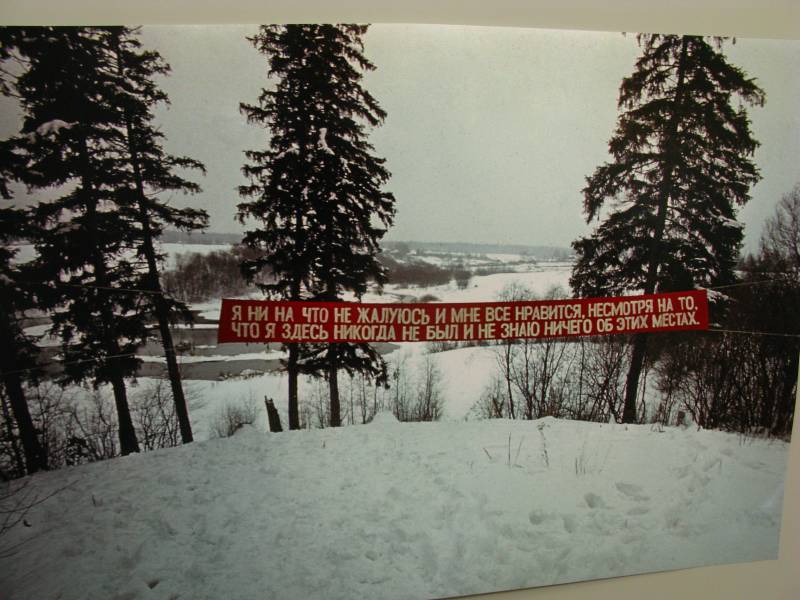 Я НИ НА ЧТО НЕ ЖАЛУЮСЬ И МНЕ ВСЕ НРАВИТСЯ, НЕСМОТРЯ НА ТО,
ЧТО Я ЗДЕСЬ НИКОГДА НЕ БЫЛ И НЕ ЗНАЮ НИЧЕГО ОБ ЭТИХ МЕСТАХ.